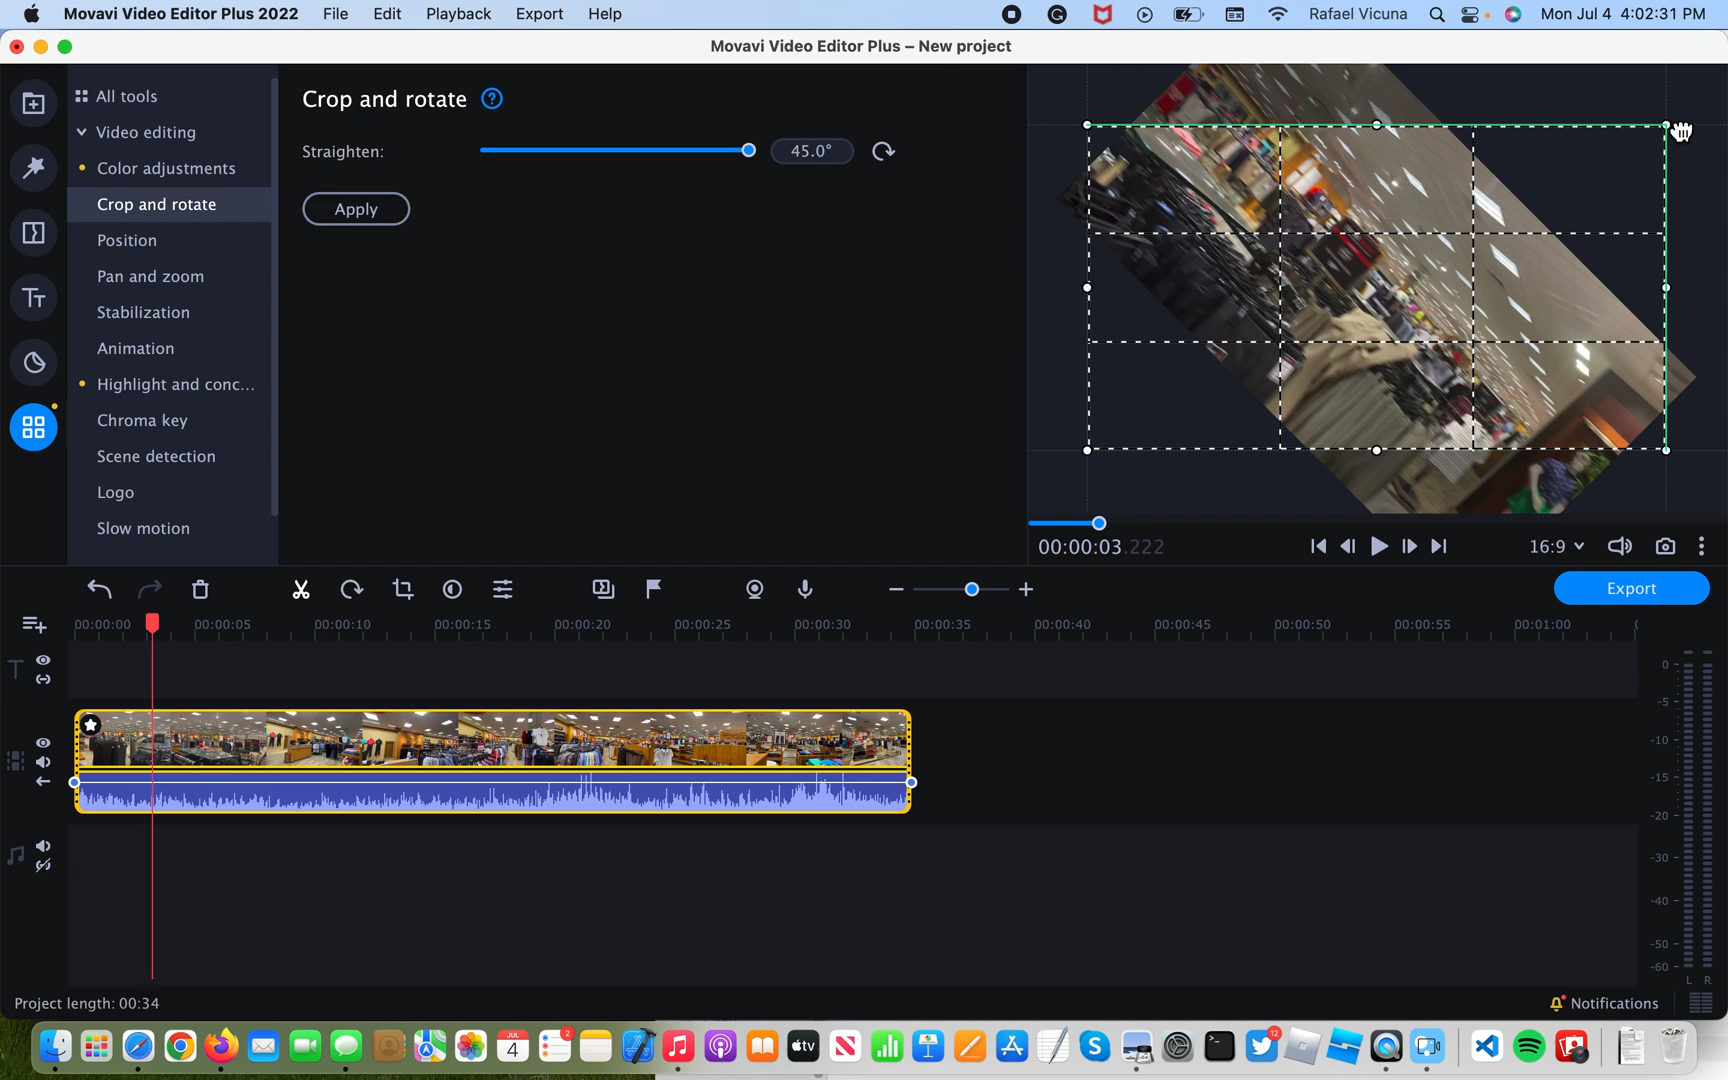 Movavi Video Editor Plus 2022 File Edit Playback Export Help Rafael Vicuna Mon Jul 4 4:02:31 PM
Movavi Video Editor Plus – New project
All tools
Video editing
Color adjustments
Crop and rotate
Position
Pan and zoom
Stabilization
Animation
Highlight and conc...
Chroma key
Scene detection
Logo
Slow motion
Crop and rotate ?
Straighten: 45.0°
Apply
00:00:03.222 16:9
Export
00:00:00 00:00:05 00:00:10 00:00:15 00:00:20 00:00:25 00:00:30 00:00:35 00:00:40 00:00:45 00:00:50 00:00:55 00:01:00
0
-5
-10
-15
-20
-30
-40
-50
-60
L R
Project length: 00:34
Notifications
JUL
4
2
tv
12